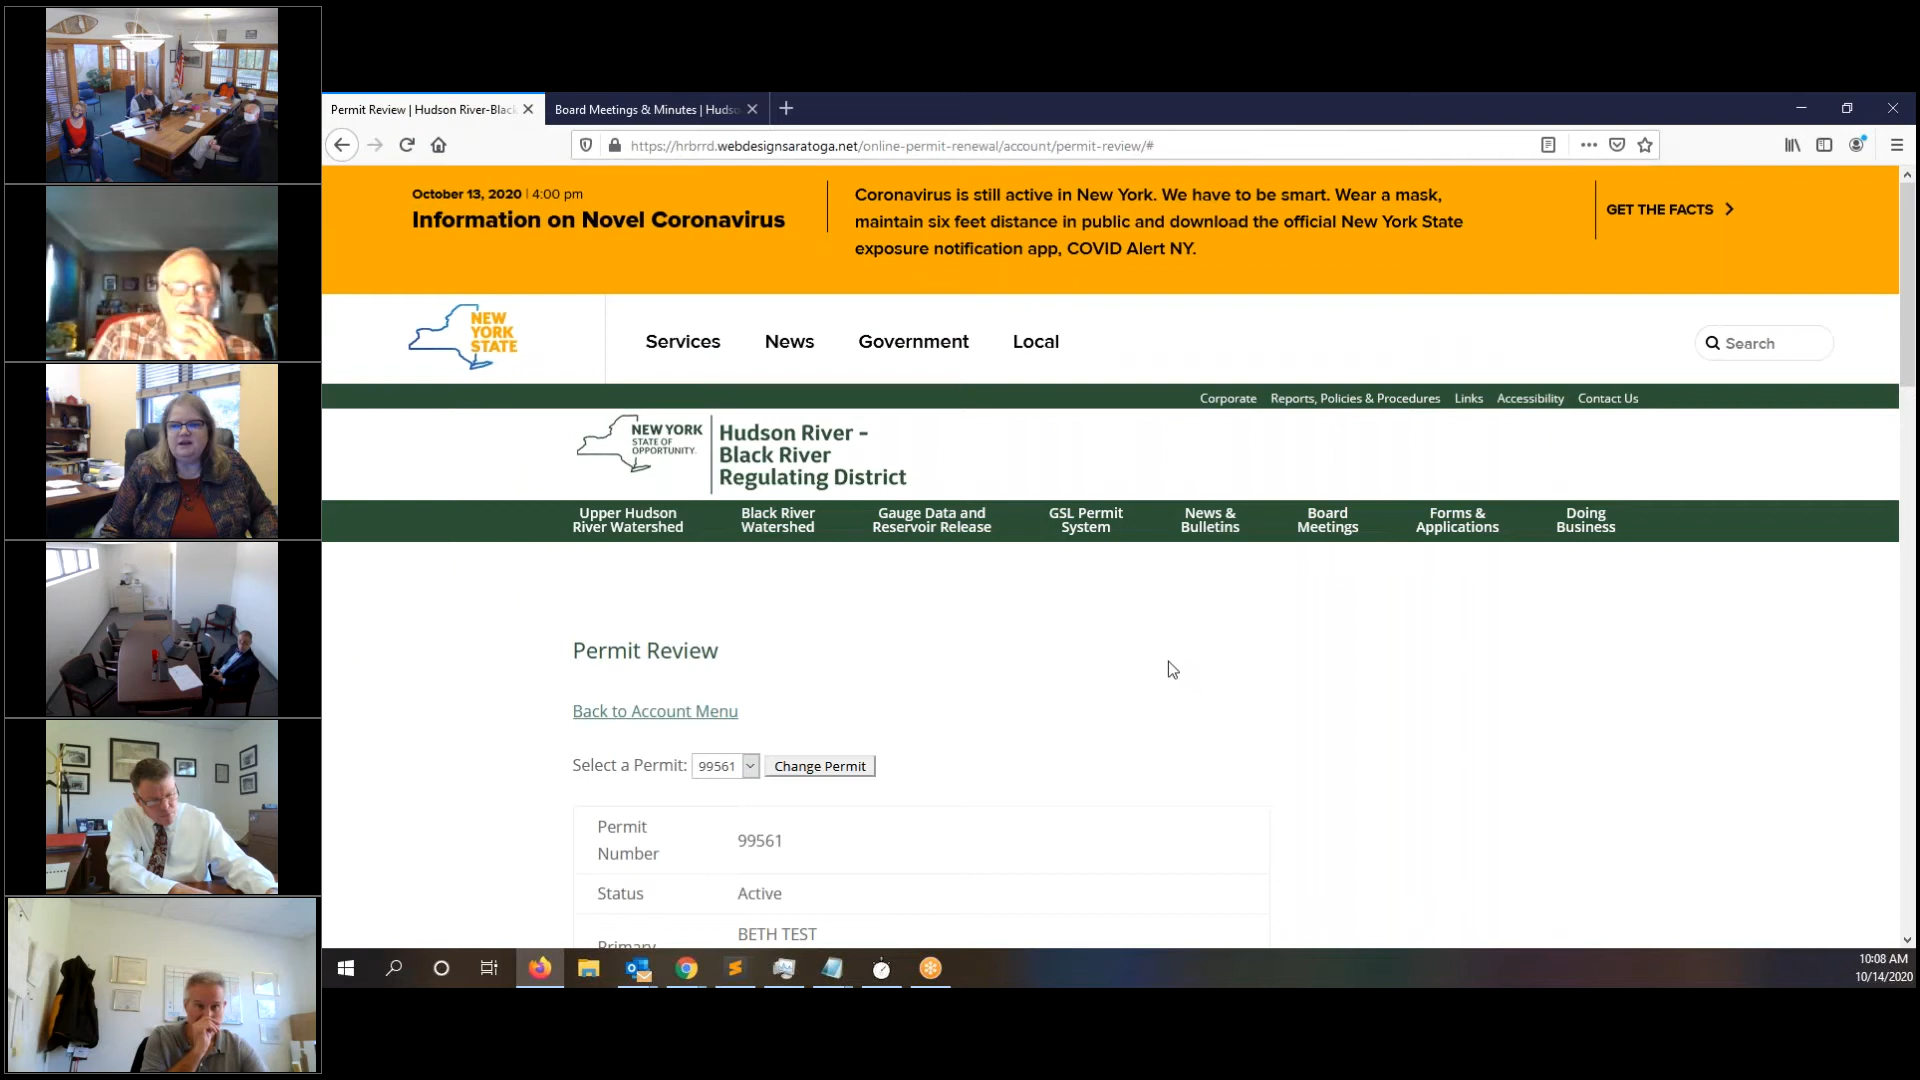 Permit Review | Hudson River-Black
Board Meetings & Minutes | Hudso
https://hrbrrd.webdesignsaratoga.net/online-permit-renewal/account/permit-review/#
October 13, 2020 | 4:00 pm
Information on Novel Coronavirus
Coronavirus is still active in New York. We have to be smart. Wear a mask,
maintain six feet distance in public and download the official New York State
exposure notification app, COVID Alert NY.
GET THE FACTS
NEW
YORK
STATE
Services News Government Local
Search
Corporate Reports, Policies & Procedures Links Accessibility Contact Us
NEW YORK
STATE OF
OPPORTUNITY.
Hudson River -
Black River
Regulating District
Upper Hudson
River Watershed
Black River
Watershed
Gauge Data and
Reservoir Release
GSL Permit
System
News &
Bulletins
Board
Meetings
Forms &
Applications
Doing
Business
Permit Review
Back to Account Menu
Select a Permit: 99561 Change Permit
Permit
Number
99561
Status Active
Primary
BETH TEST
10:08 AM
10/14/2020